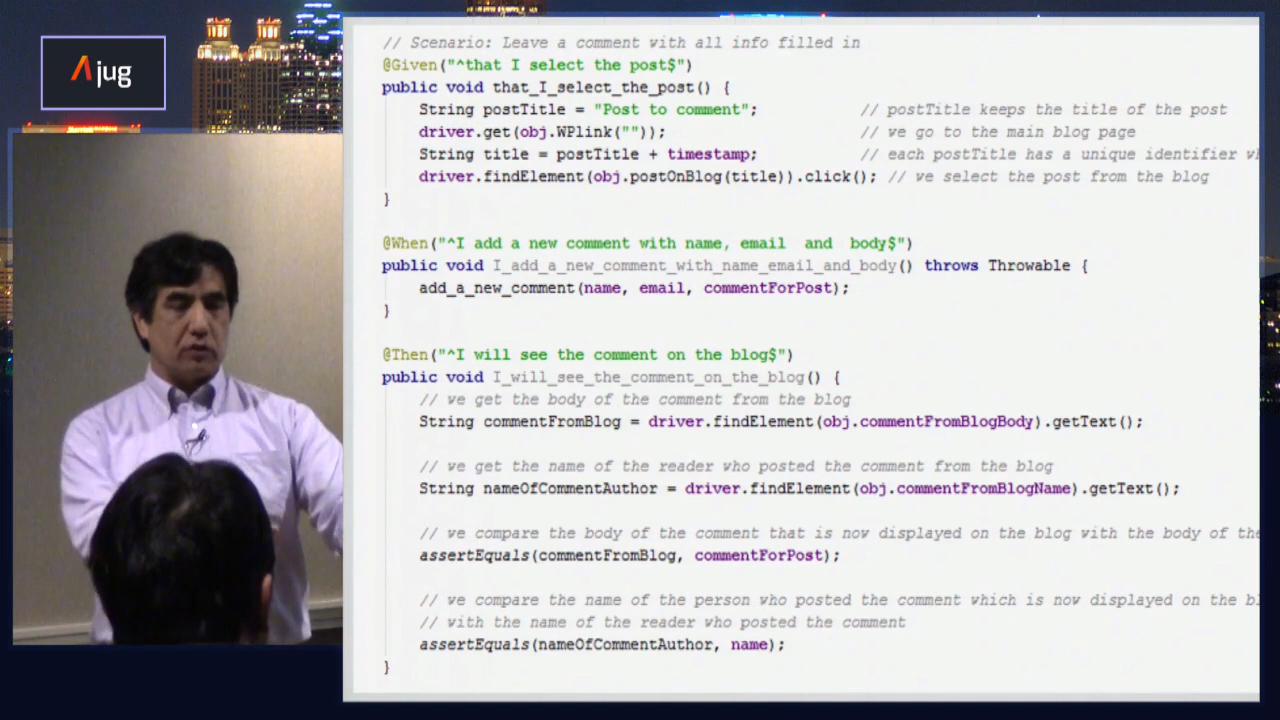 Ajug
// Scenario: Leave a comment with all info filled in
@Given("^that I select the post$")
public void that_I_select_the_post() {
String postTitle = "Post to comment"; // postTitle keeps the title of the post
driver.get(obj.WPlink("")); // we go to the main blog page
String title = postTitle + timestamp; // each postTitle has a unique identifier
driver.findElement(obj.postOnBlog(title)).click(); // we select the post from the blog
}
@When("^I add a new comment with name, email  and  body$")
public void I_add_a_new_comment_with_name_email_and_body() throws Throwable {
add_a_new_comment(name, email, commentForPost);
}
@Then("^I will see the comment on the blog$")
public void I_will_see_the_comment_on_the_blog() {
// we get the body of the comment from the blog
String commentFromBlog = driver.findElement(obj.commentFromBlogBody).getText();
// we get the name of the reader who posted the comment from the blog
String nameOfCommentAuthor = driver.findElement(obj.commentFromBlogName).getText();
// we compare the body of the comment that is now displayed on the blog with the body of the
assertEquals(commentFromBlog, commentForPost);
// we compare the name of the person who posted the comment which is now displayed on the
// with the name of the reader who posted the comment
assertEquals(nameOfCommentAuthor, name);
}